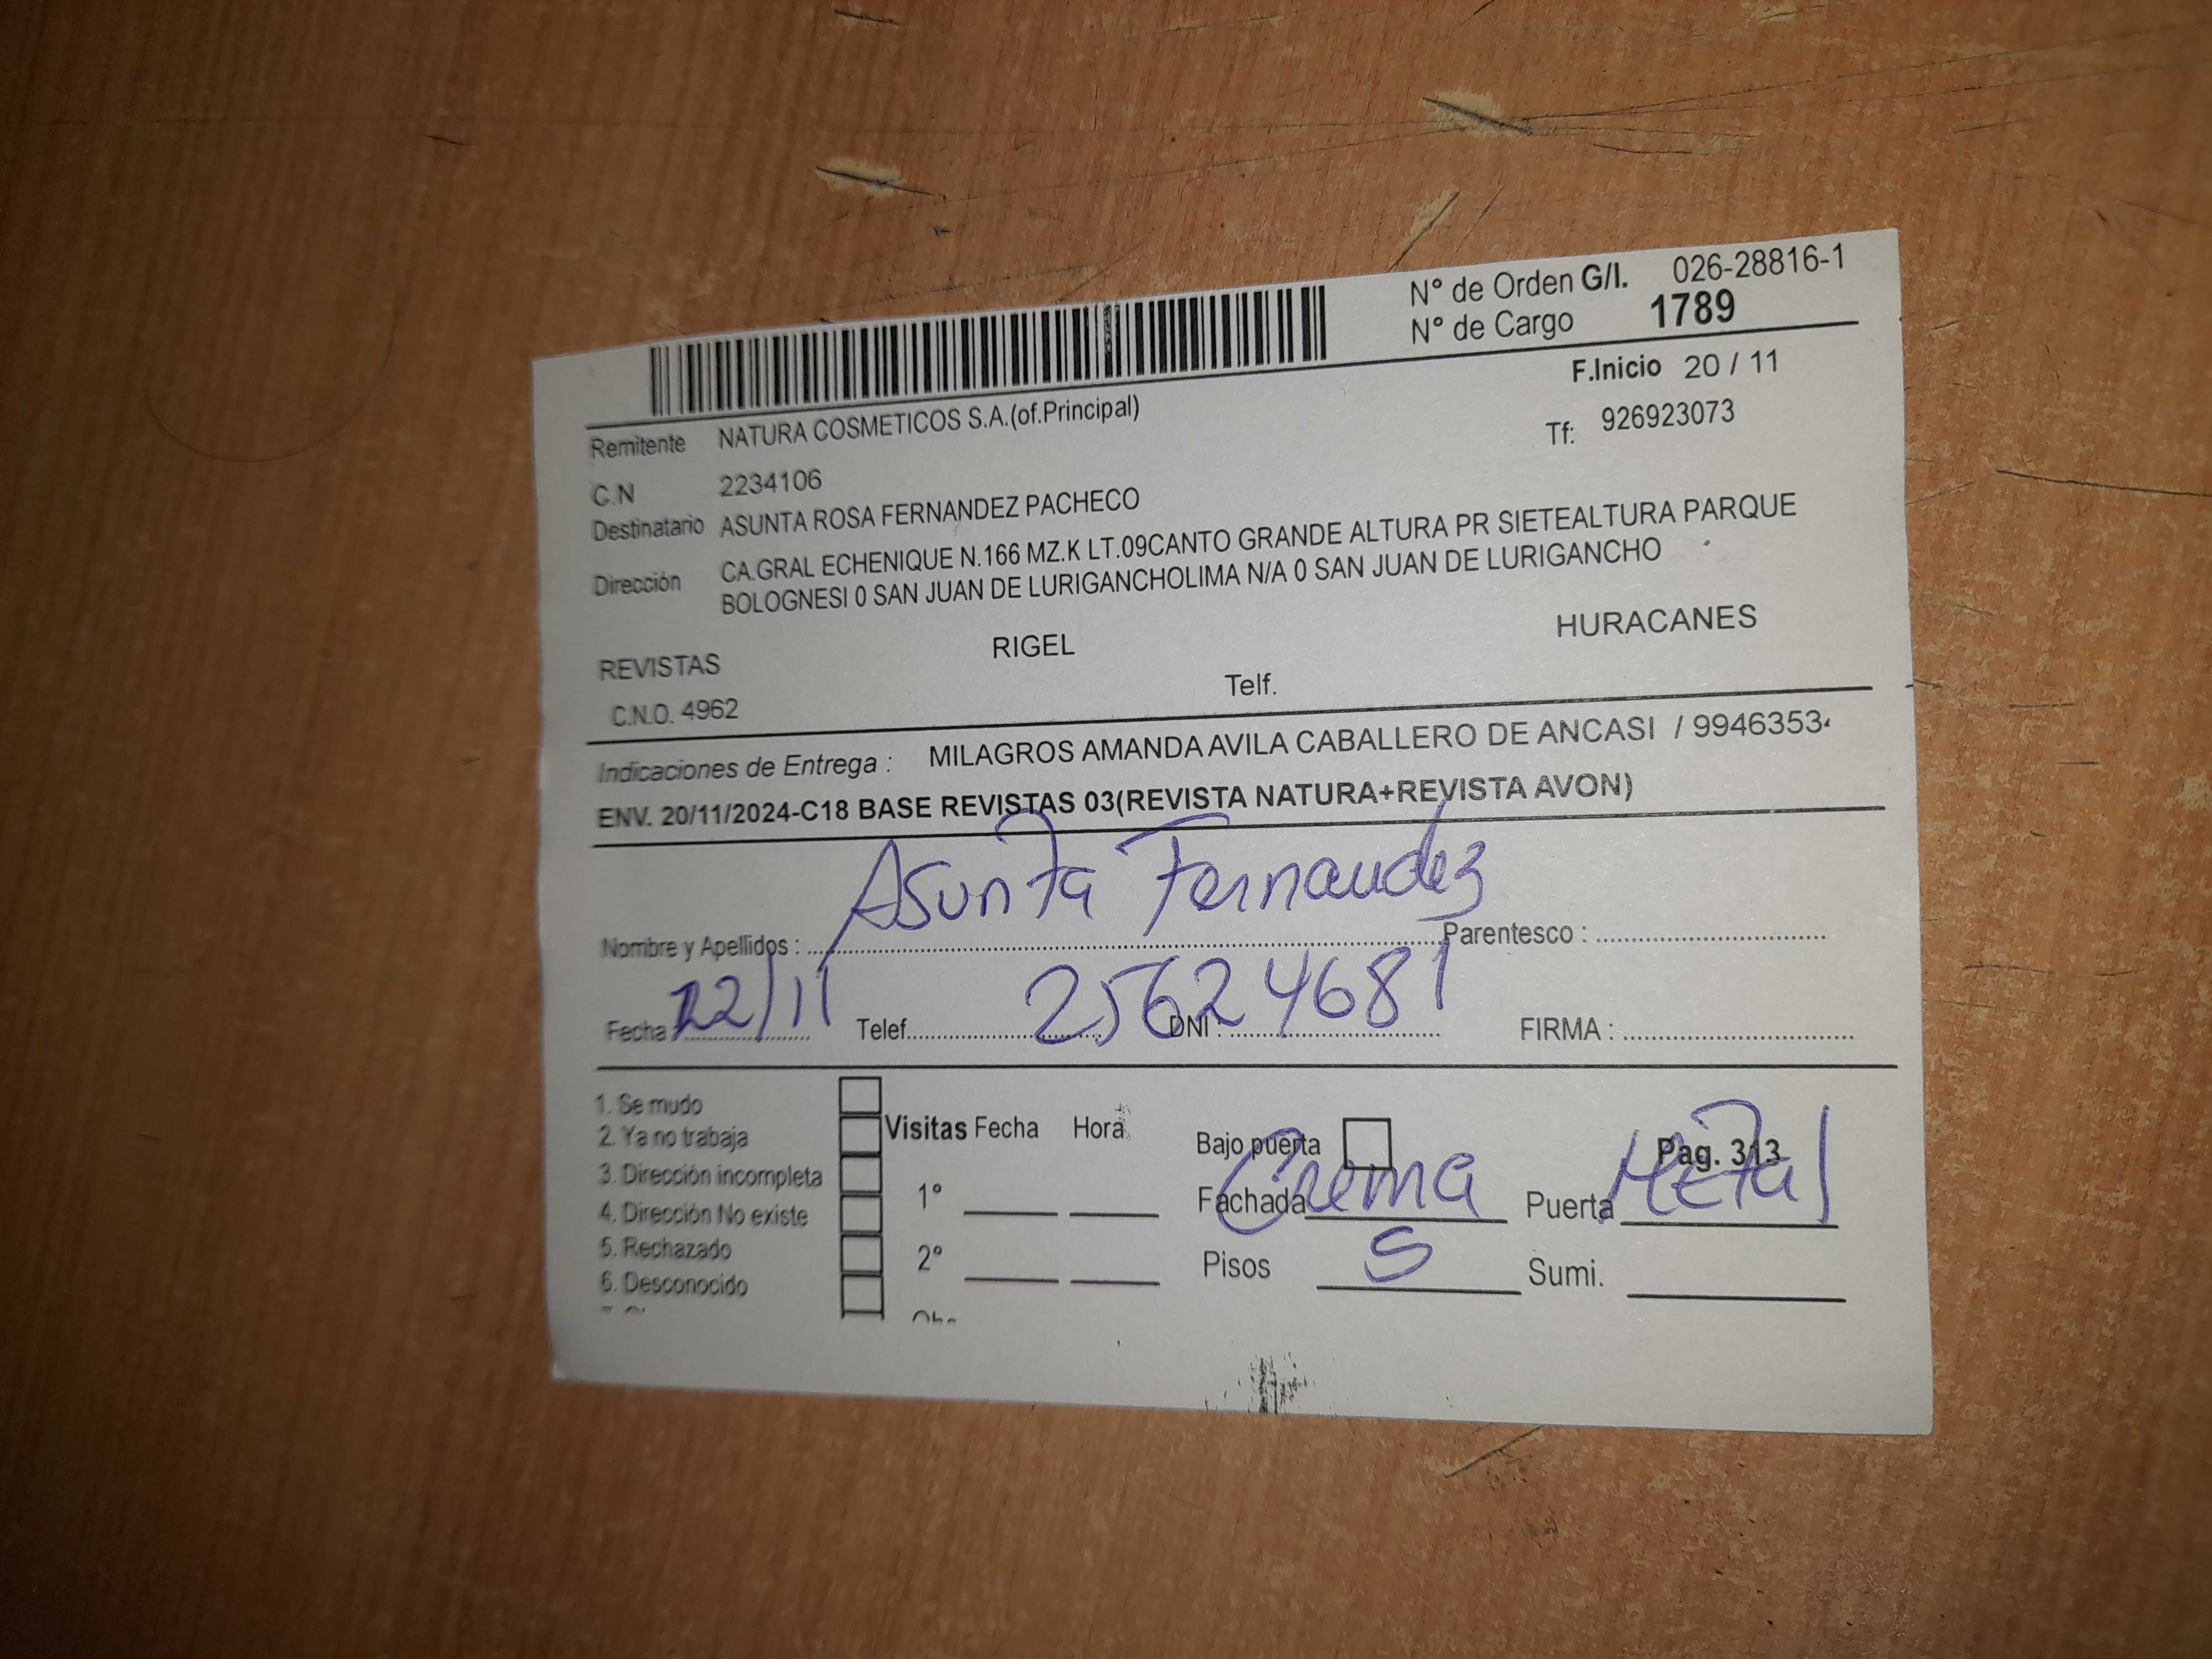 N° de Orden G/I. 026-28816-1
N° de Cargo 1789
F.Inicio 20 / 11
Remitente NATURA COSMETICOS S.A.(of.Principal)
Tf: 926923073
C.N 2234106
Destinatario ASUNTA ROSA FERNANDEZ PACHECO
Dirección CA.GRAL ECHENIQUE N.166 MZ.K LT.09CANTO GRANDE ALTURA PR SIETEALTURA PARQUE
BOLOGNESI 0 SAN JUAN DE LURIGANCHOLIMA N/A 0 SAN JUAN DE LURIGANCHO
REVISTAS RIGEL HURACANES
C.N.O. 4962 Telf.
Indicaciones de Entrega : MILAGROS AMANDA AVILA CABALLERO DE ANCASI / 9946353
ENV. 20/11/2024-C18 BASE REVISTAS 03(REVISTA NATURA+REVISTA AVON)
Nombre y Apellidos : Asunta Fernandez Parentesco :
Fecha 22/11 Telef. DNI : 25624681 FIRMA :
1. Se mudo
2. Ya no trabaja
3. Dirección incompleta
4. Dirección No existe
5. Rechazado
6. Desconocido
Visitas Fecha Hora
1°
2°
Bajo puerta Pag. 313
Fachada Crema Puerta Metal
Pisos 5 Sumi.